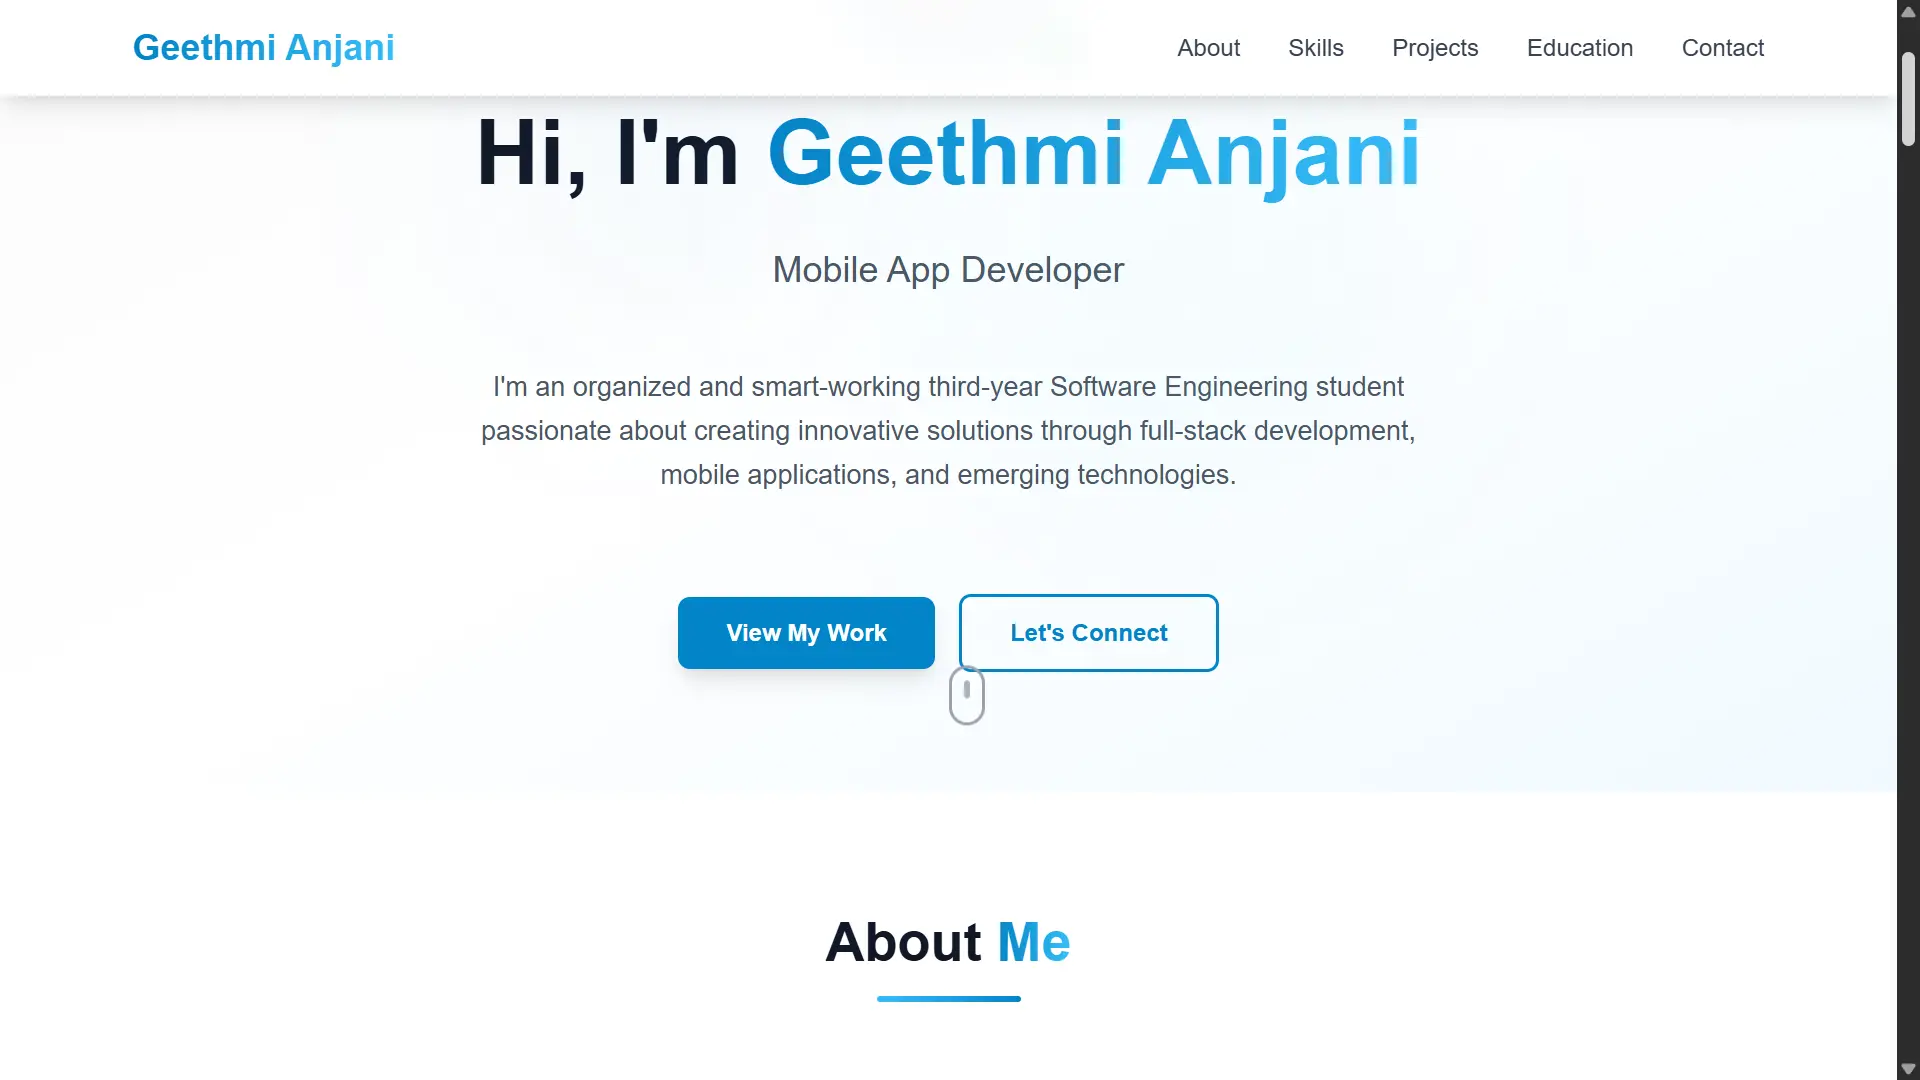 Geethmi Anjani
About
Skills
Projects
Education
Contact
Hi, I'm Geethmi Anjani
Mobile App Developer
I'm an organized and smart-working third-year Software Engineering student
passionate about creating innovative solutions through full-stack development,
mobile applications, and emerging technologies.
View My Work
Let's Connect
About Me